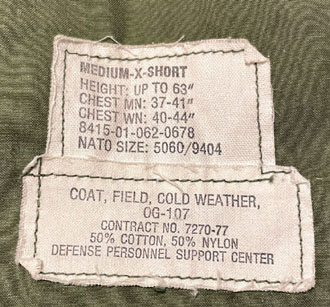 MEDIUM-X-SHORT
HEIGHT: UP TO 63"
CHEST MN: 37-41"
CHEST WN: 40-44"
8415-01-062-0678
NATO SIZE: 5060/9404
COAT, FIELD, COLD WEATHER,
OG-107
CONTRACT NO. 7270-77
50% COTTON, 50% NYLON
DEFENSE PERSONNEL SUPPORT CENTER